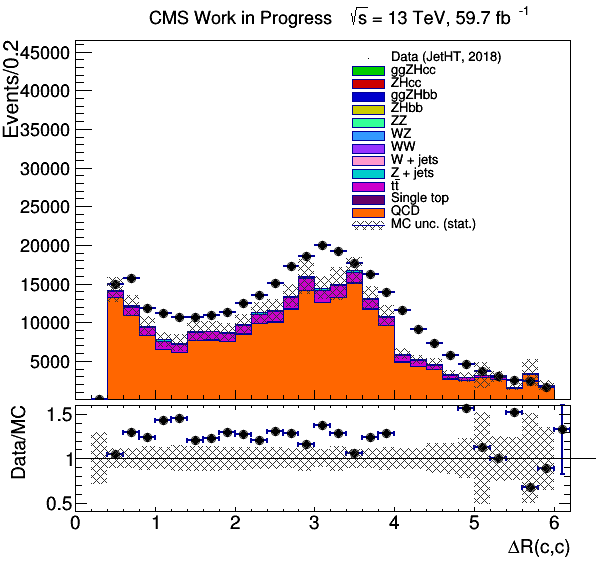 CMS Work in Progress √s = 13 TeV, 59.7 fb -1
Events/0.2
45000
40000
35000
30000
25000
20000
15000
10000
5000
Data (JetHT, 2018)
ggZHcc
ZHcc
ggZHbb
ZHbb
ZZ
WZ
WW
W + jets
Z + jets
tt̄
Single top
QCD
MC unc. (stat.)
Data/MC
1.5
1
0.5
0 1 2 3 4 5 6
ΔR(c,c)